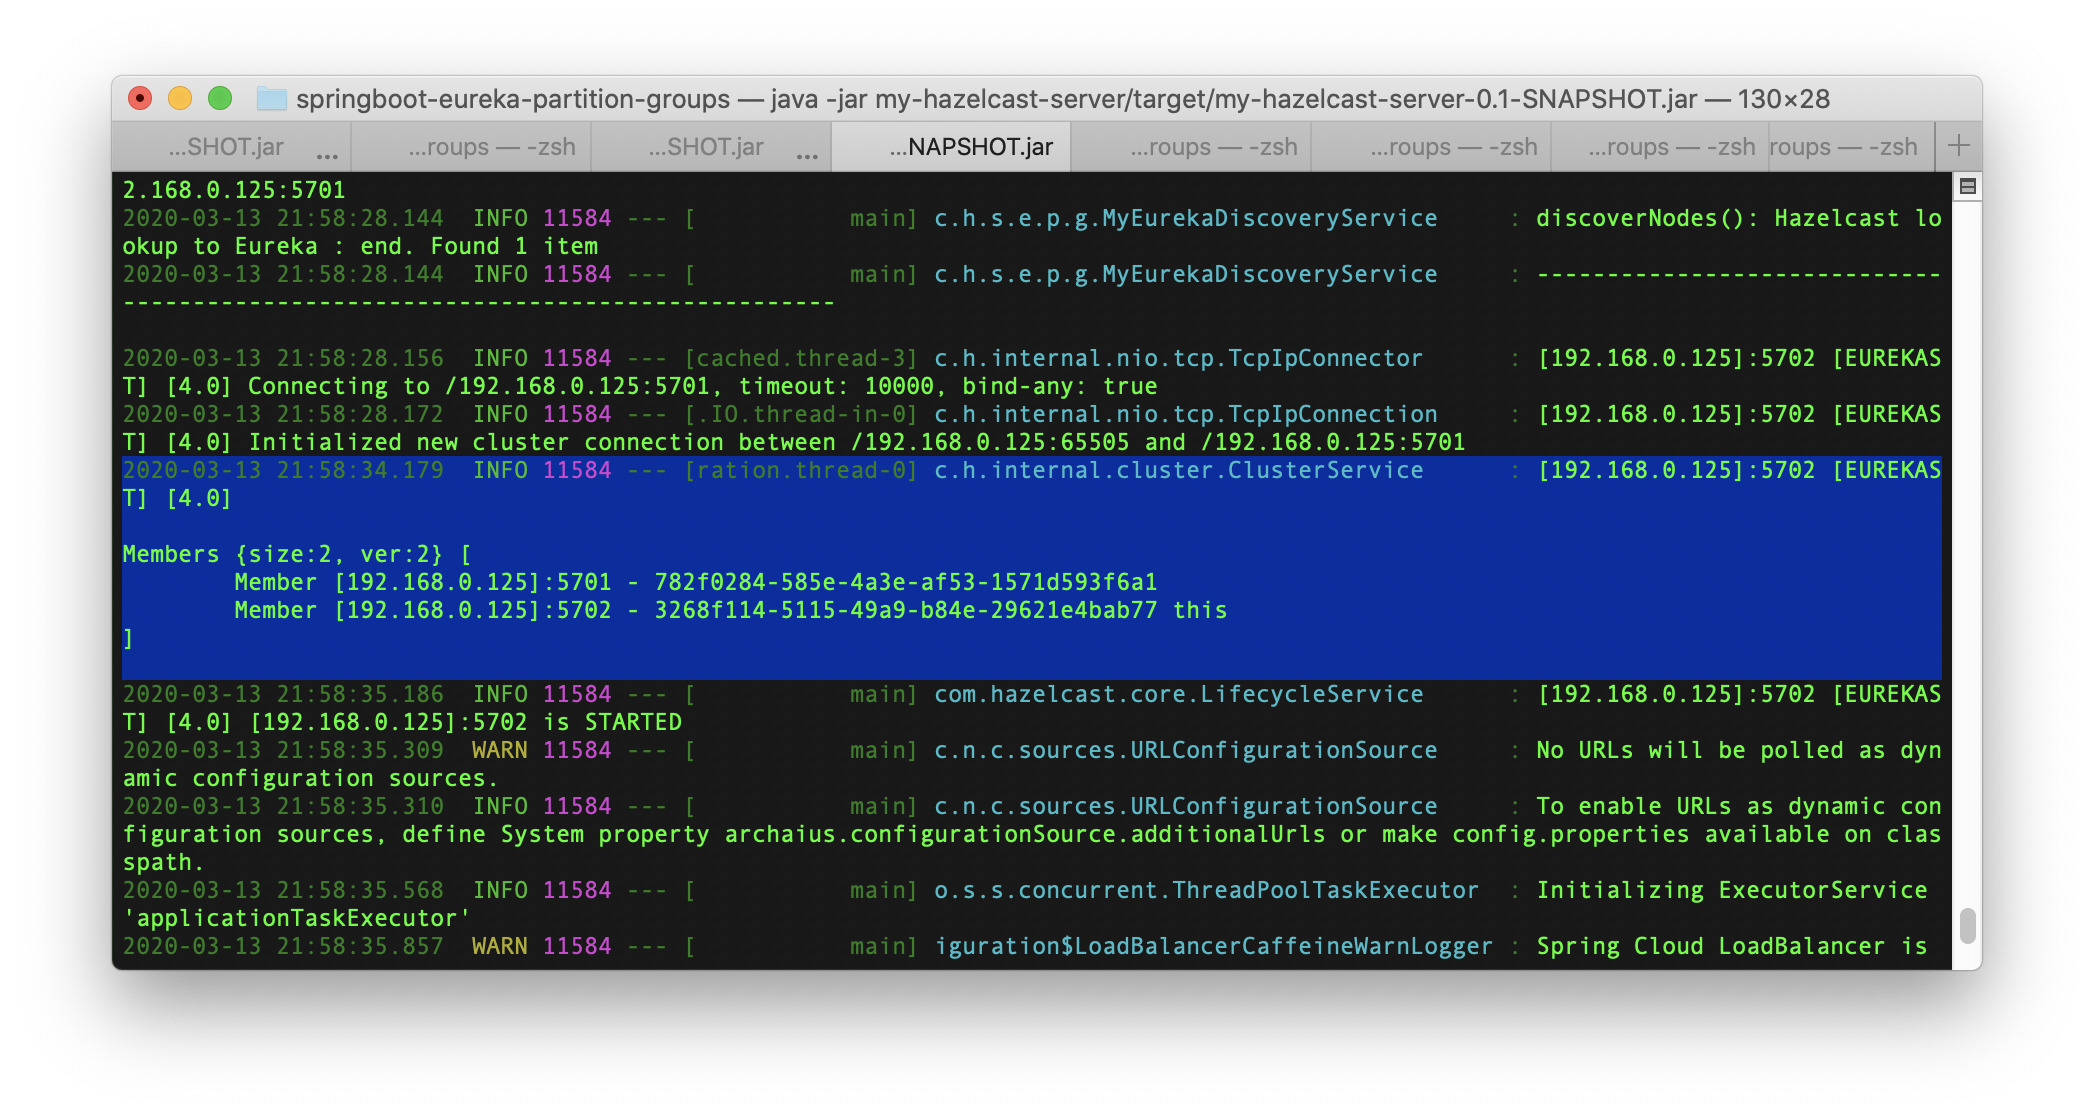 springboot-eureka-partition-groups — java -jar my-hazelcast-server/target/my-hazelcast-server-0.1-SNAPSHOT.jar — 130×28
...SHOT.jar ... ...roups — -zsh ...SHOT.jar ... ...NAPSHOT.jar ...roups — -zsh ...roups — -zsh ...roups — -zsh roups — -zsh +
2.168.0.125:5701
2020-03-13 21:58:28.144  INFO 11584 --- [           main] c.h.s.e.p.g.MyEurekaDiscoveryService     : discoverNodes(): Hazelcast lo
okup to Eureka : end. Found 1 item
2020-03-13 21:58:28.144  INFO 11584 --- [           main] c.h.s.e.p.g.MyEurekaDiscoveryService     : -----------------------------
---------------------------------------------------
2020-03-13 21:58:28.156  INFO 11584 --- [cached.thread-3] c.h.internal.nio.tcp.TcpIpConnector      : [192.168.0.125]:5702 [EUREKAS
T] [4.0] Connecting to /192.168.0.125:5701, timeout: 10000, bind-any: true
2020-03-13 21:58:28.172  INFO 11584 --- [.IO.thread-in-0] c.h.internal.nio.tcp.TcpIpConnection     : [192.168.0.125]:5702 [EUREKAS
T] [4.0] Initialized new cluster connection between /192.168.0.125:65505 and /192.168.0.125:5701
2020-03-13 21:58:34.179  INFO 11584 --- [ration.thread-0] c.h.internal.cluster.ClusterService      : [192.168.0.125]:5702 [EUREKAS
T] [4.0]
Members {size:2, ver:2} [
        Member [192.168.0.125]:5701 - 782f0284-585e-4a3e-af53-1571d593f6a1
        Member [192.168.0.125]:5702 - 3268f114-5115-49a9-b84e-29621e4bab77 this
]
2020-03-13 21:58:35.186  INFO 11584 --- [           main] com.hazelcast.core.LifecycleService      : [192.168.0.125]:5702 [EUREKAS
T] [4.0] [192.168.0.125]:5702 is STARTED
2020-03-13 21:58:35.309  WARN 11584 --- [           main] c.n.c.sources.URLConfigurationSource     : No URLs will be polled as dyn
amic configuration sources.
2020-03-13 21:58:35.310  INFO 11584 --- [           main] c.n.c.sources.URLConfigurationSource     : To enable URLs as dynamic con
figuration sources, define System property archaius.configurationSource.additionalUrls or make config.properties available on clas
spath.
2020-03-13 21:58:35.568  INFO 11584 --- [           main] o.s.s.concurrent.ThreadPoolTaskExecutor  : Initializing ExecutorService
'applicationTaskExecutor'
2020-03-13 21:58:35.857  WARN 11584 --- [           main] iguration$LoadBalancerCaffeineWarnLogger : Spring Cloud LoadBalancer is